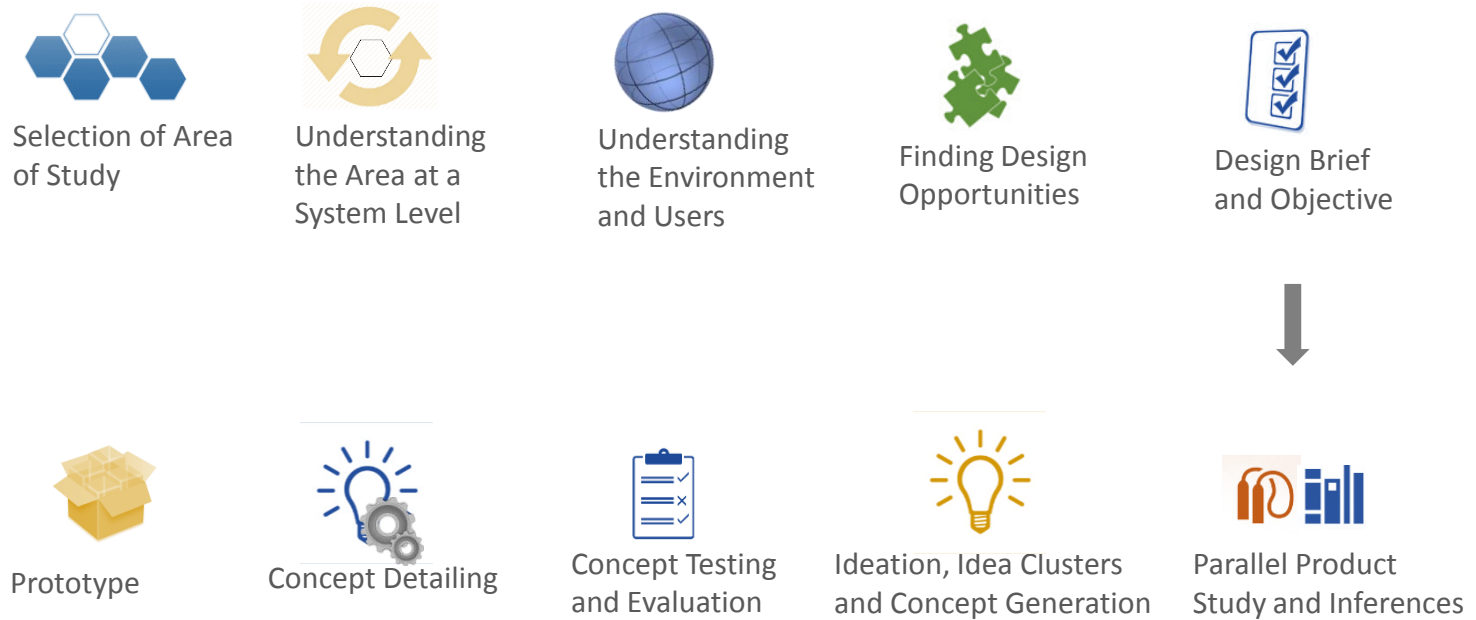 Selection of Area
of Study
Understanding
the Area at a
System Level
Understanding
the Environment
and Users
Finding Design
Opportunities
Design Brief
and Objective
Prototype
Concept Detailing
Concept Testing
and Evaluation
Ideation, Idea Clusters
and Concept Generation
Parallel Product
Study and Inferences